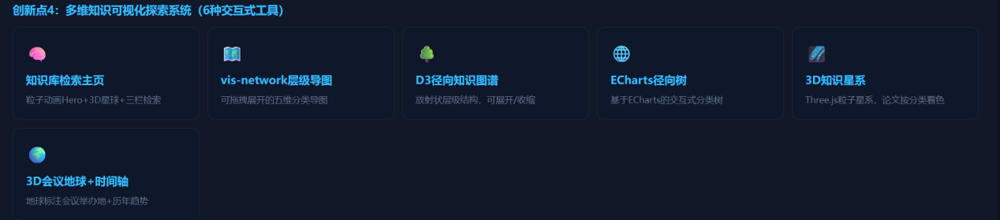 创新点4：多维知识可视化探索系统（6种交互式工具）
知识库检索主页
粒子动画Hero+3D星球+三栏检索
vis-network层级导图
可拖拽展开的五维分类导图
D3径向知识图谱
放射状层级结构，可展开/收缩
ECharts径向树
基于ECharts的交互式分类树
3D知识星系
Three.js粒子星系，论文按分类着色
3D会议地球+时间轴
地球标注会议举办地+历年趋势